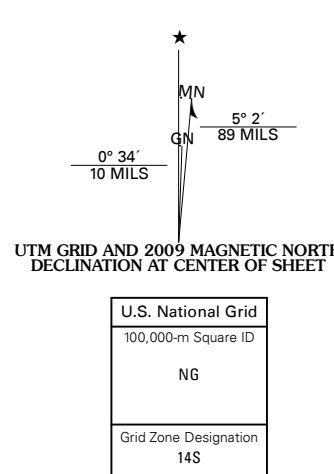 ★
MN
GN
5° 2´
89 MILS
0° 34´
10 MILS
UTM GRID AND 2009 MAGNETIC NORTH
DECLINATION AT CENTER OF SHEET
U.S. National Grid
100,000-m Square ID
NG
Grid Zone Designation
14S